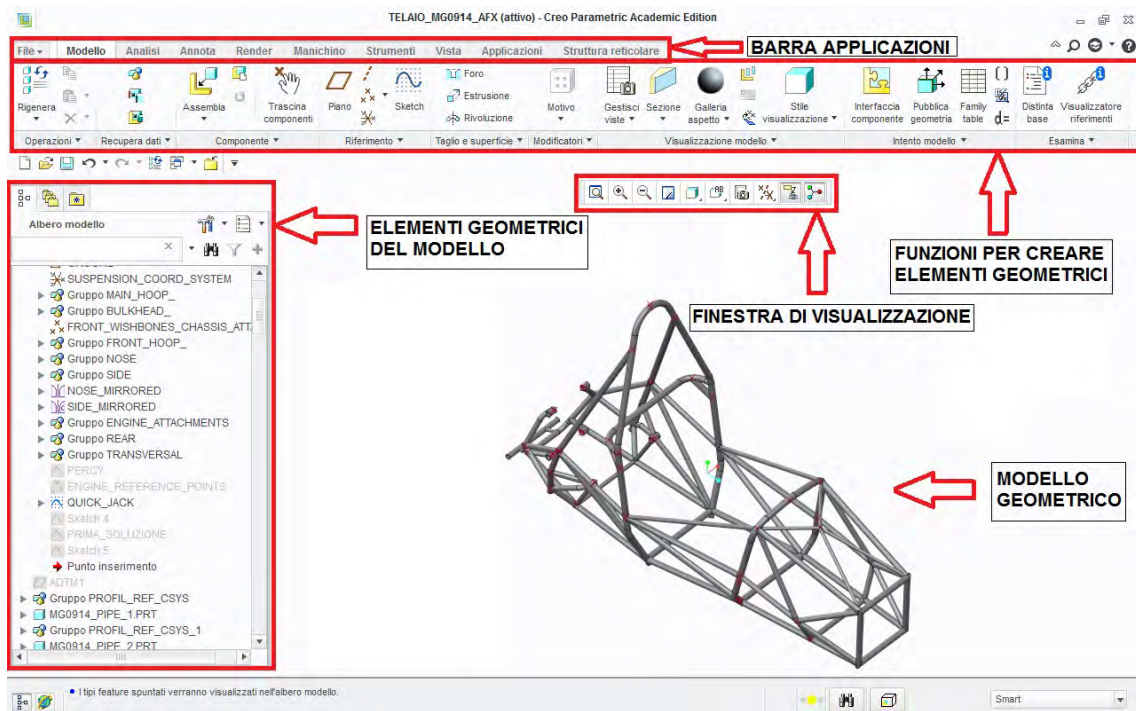 TELAIO_MG0914_AFX (attivo) - Creo Parametric Academic Edition
File Modello Analisi Annota Render Manichino Strumenti Vista Applicazioni Struttura reticolare
BARRA APPLICAZIONI
Rigenera
Assembla
Trascina componenti
Piano
Sketch
Foro
Estrusione
Rivoluzione
Motivo
Gestisci viste
Sezione
Galleria aspetto
Stile visualizzazione
Interfaccia componente
Pubblica geometria
Family table
d=
Distinta base
Visualizzatore riferimenti
Operazioni Recupera dati Componente Riferimento Taglio e superficie Modificatori Visualizzazione modello Intento modello Esamina
Albero modello
ELEMENTI GEOMETRICI
DEL MODELLO
FUNZIONI PER CREARE
ELEMENTI GEOMETRICI
FINESTRA DI VISUALIZZAZIONE
MODELLO
GEOMETRICO
SUSPENSION_COORD_SYSTEM
Gruppo MAIN_HOOP_
Gruppo BULKHEAD_
FRONT_WISHBONES_CHASSIS_ATT
Gruppo FRONT_HOOP_
Gruppo NOSE
Gruppo SIDE
NOSE_MIRRORED
SIDE_MIRRORED
Gruppo ENGINE_ATTACHMENTS
Gruppo REAR
Gruppo TRANSVERSAL
PERCY
ENGINE_REFERENCE_POINTS
QUICK_JACK
Sketch 4
PRIMA_SOLUZIONE
Sketch 5
Punto inserimento
ADTM1
Gruppo PROFIL_REF_CSYS
MG0914_PIPE_1.PRT
Gruppo PROFIL_REF_CSYS_1
MG0914_PIPE_2.PRT
I tipi feature spuntati verranno visualizzati nell'albero modello.
Smart